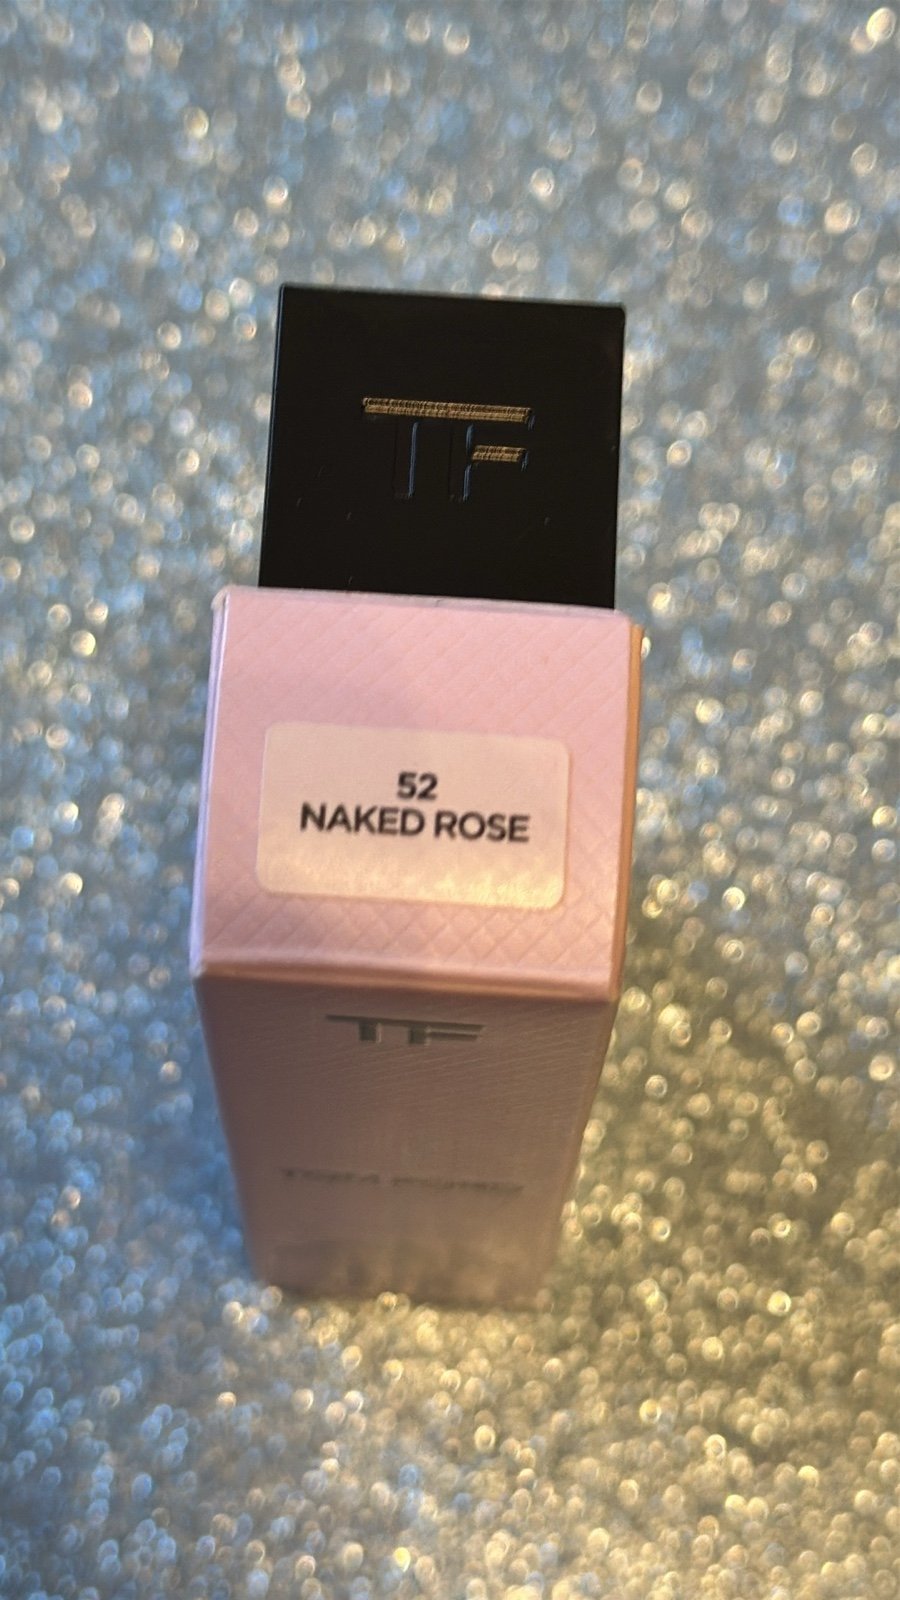 TF
52
NAKED ROSE
TF